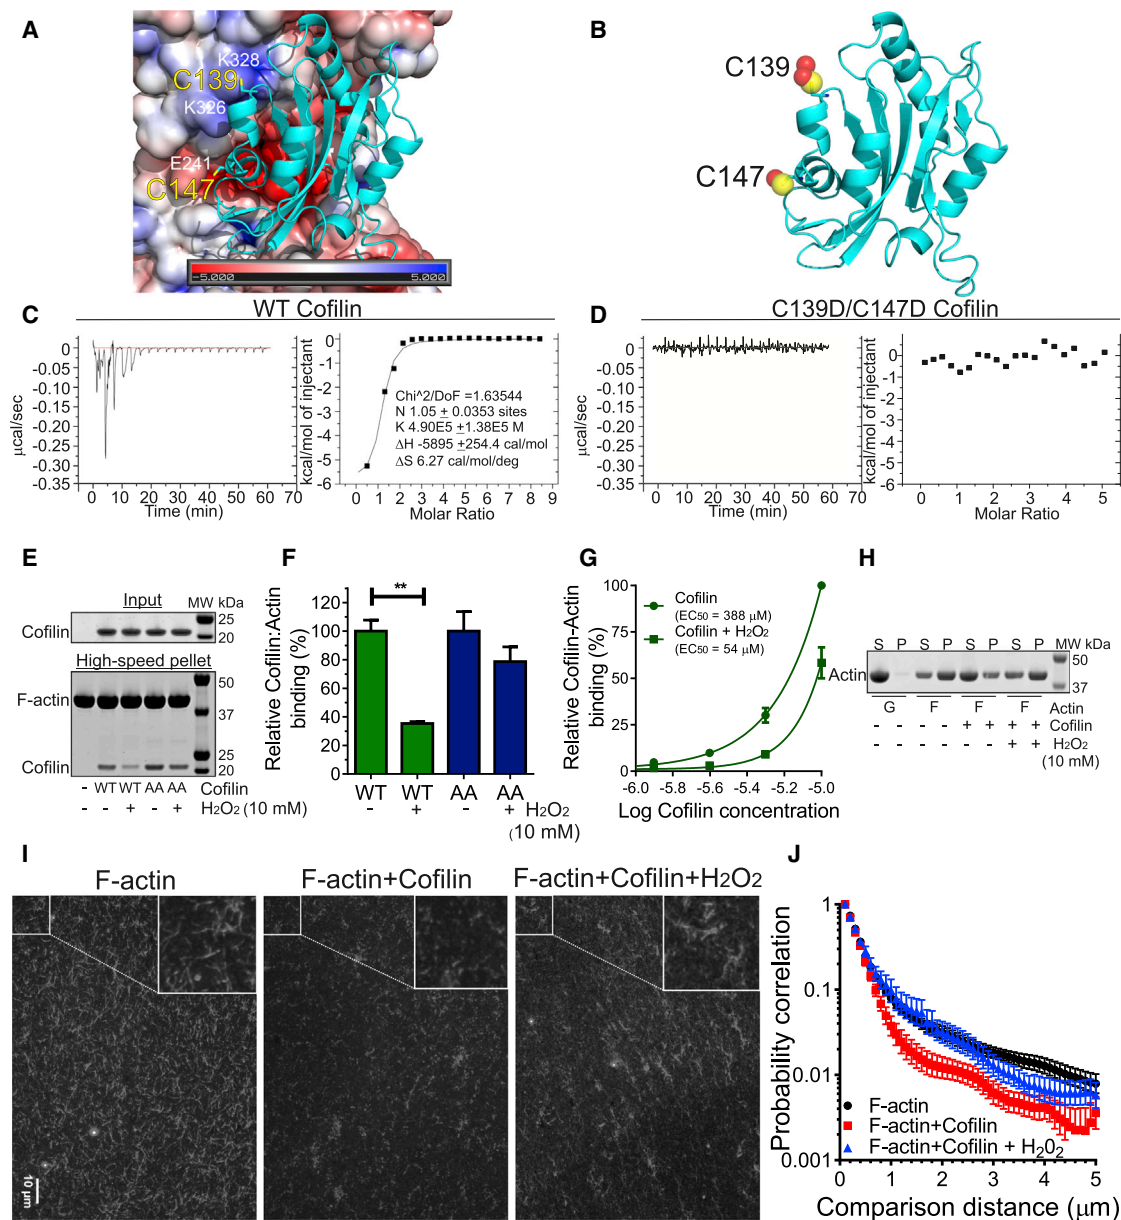 A
K328
C139
K326
E241
C147
-5.000
5.000
B
C139
C147
C
WT Cofilin
μcal/sec
0
-0.05
-0.10
-0.15
-0.20
-0.25
-0.30
-0.35
0 10 20 30 40 50 60 70
Time (min)
kcal/mol of injectant
0
-1
-2
-3
-4
-5
-6
Chi^2/DoF =1.63544
N 1.05 ± 0.0353 sites
K 4.90E5 ±1.38E5 M
ΔH -5895 ±254.4 cal/mol
ΔS 6.27 cal/mol/deg
0 1 2 3 4 5 6 7 8 9
Molar Ratio
D
C139D/C147D Cofilin
μcal/sec
0
-0.05
-0.10
-0.15
-0.20
-0.25
-0.30
-0.35
0 10 20 30 40 50 60 70
Time (min)
kcal/mol of injectant
0
-1
-2
-3
-4
-5
-6
0 1 2 3 4 5
Molar Ratio
E
Input
MW kDa
Cofilin
25
20
High-speed pellet
F-actin
50
37
25
Cofilin
20
- WT WT AA AA Cofilin
- - + - + H2O2 (10 mM)
F
Relative Cofilin:Actin
binding (%)
120
100
80
60
40
20
0
**
WT WT AA AA
- + - + H2O2
(10 mM)
G
Relative Cofilin-Actin
binding (%)
100
75
50
25
0
Cofilin
(EC50 = 388 μM)
Cofilin + H2O2
(EC50 = 54 μM)
-6.0 -5.8 -5.6 -5.4 -5.2 -5.0
Log Cofilin concentration
H
S P S P S P S P MW kDa
50
Actin
37
G F F F Actin
- - - - + + + + Cofilin
- - - - - - + + H2O2
(10 mM)
I
F-actin
F-actin+Cofilin
F-actin+Cofilin+H2O2
10 μm
J
Probability correlation
1
0.1
0.01
0.001
F-actin
F-actin+Cofilin
F-actin+Cofilin + H2O2
0 1 2 3 4 5
Comparison distance (μm)